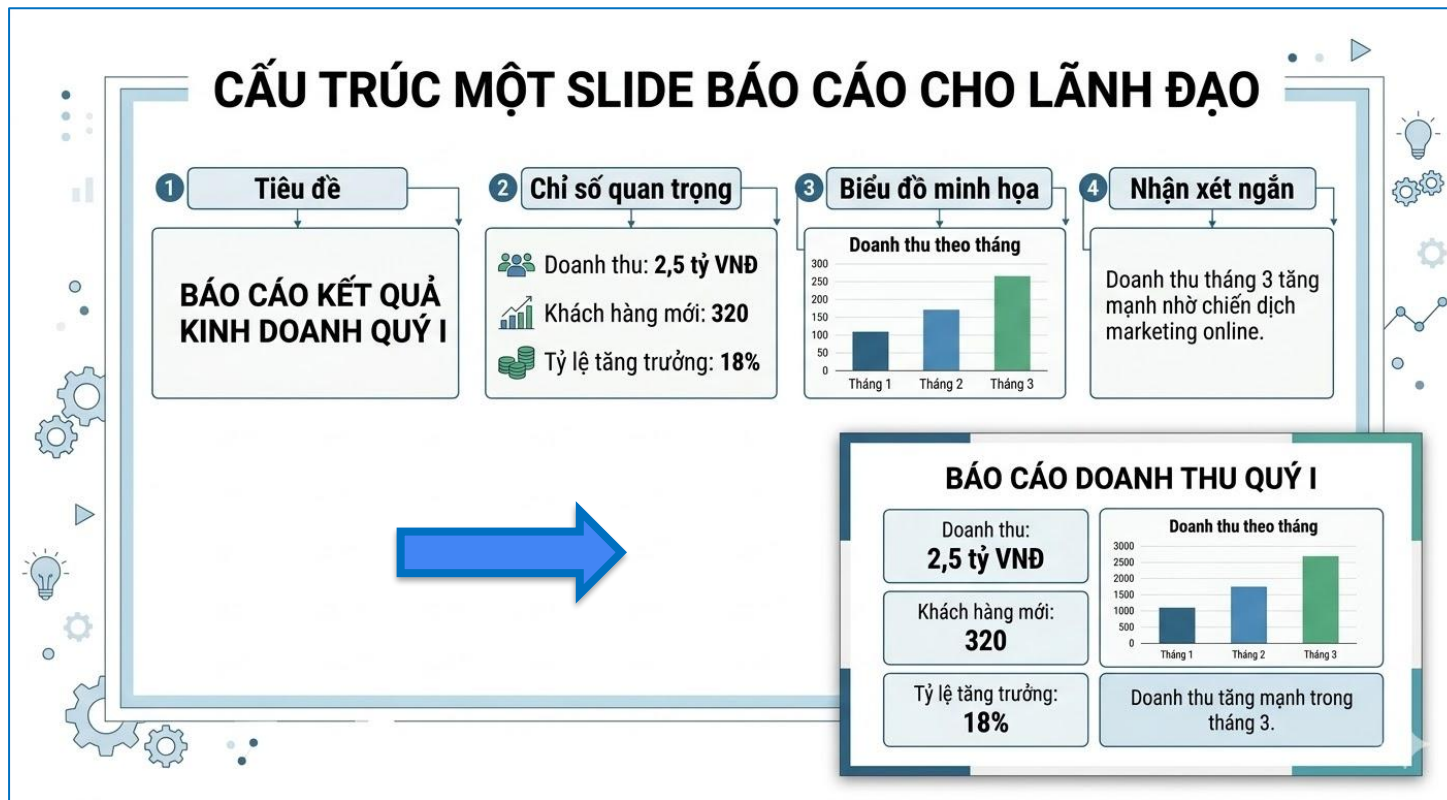 CẤU TRÚC MỘT SLIDE BÁO CÁO CHO LÃNH ĐẠO
1
Tiêu đề
BÁO CÁO KẾT QUẢ
KINH DOANH QUÝ I
2
Chỉ số quan trọng
Doanh thu: 2,5 tỷ VNĐ
Khách hàng mới: 320
Tỷ lệ tăng trưởng: 18%
3
Biểu đồ minh họa
Doanh thu theo tháng
300
250
200
150
100
50
0
Tháng 1
Tháng 2
Tháng 3
4
Nhận xét ngắn
Doanh thu tháng 3 tăng
mạnh nhờ chiến dịch
marketing online.
BÁO CÁO DOANH THU QUÝ I
Doanh thu:
2,5 tỷ VNĐ
Khách hàng mới:
320
Tỷ lệ tăng trưởng:
18%
Doanh thu theo tháng
3000
2500
2000
1500
1000
500
0
Tháng 1
Tháng 2
Tháng 3
Doanh thu tăng mạnh trong
tháng 3.